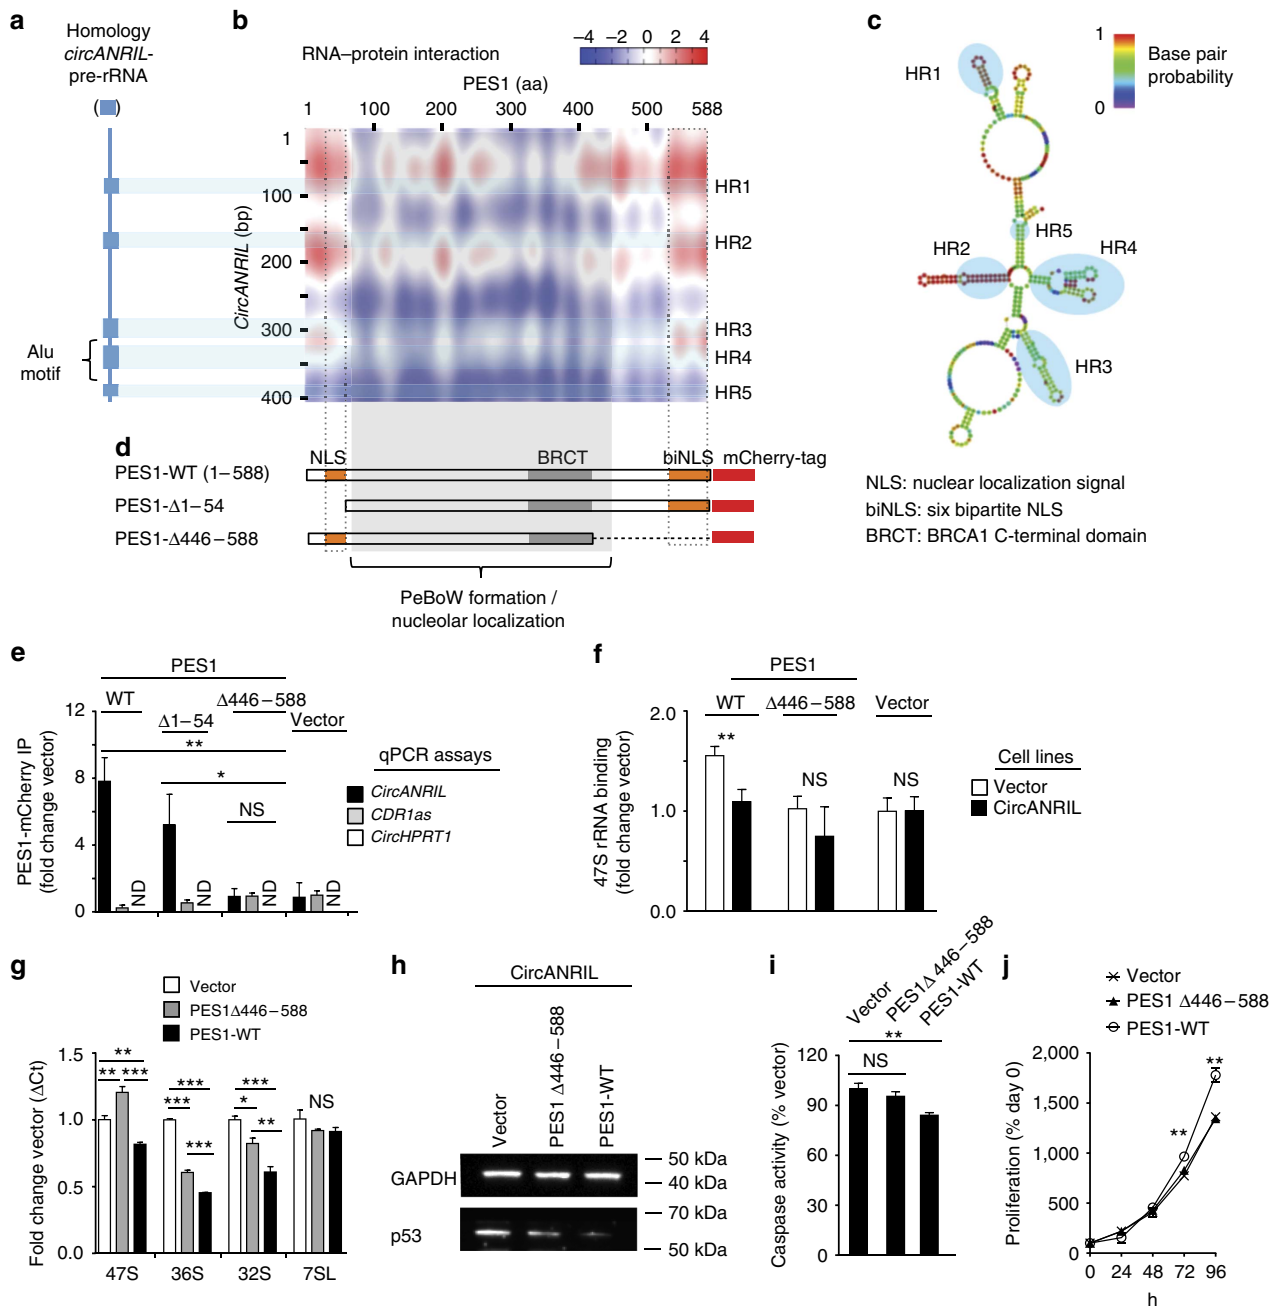 a
Homology
circANRIL-
pre-rRNA
( )
Alu
motif
b
RNA–protein interaction
−4 −2 0 2 4
PES1 (aa)
1 100 200 300 400 500 588
CircANRIL (bp)
1
100
200
300
400
HR1
HR2
HR3
HR4
HR5
c
1
0
Base pair
probability
HR1
HR5
HR2
HR4
HR3
NLS: nuclear localization signal
biNLS: six bipartite NLS
BRCT: BRCA1 C-terminal domain
d
NLS BRCT biNLS mCherry-tag
PES1-WT (1–588)
PES1-Δ1–54
PES1-Δ446–588
PeBoW formation /
nucleolar localization
e
PES1
WT
Δ446–588
Δ1–54
Vector
**
*
NS
PES1-mCherry IP
(fold change vector)
12
8
4
0
ND
ND
ND
ND
qPCR assays
CircANRIL
CDR1as
CircHPRT1
f
PES1
WT Δ446–588 Vector
47S rRNA binding
(fold change vector)
2.0
1.0
0.0
**
NS
NS
Cell lines
Vector
CircANRIL
g
Vector
PES1Δ446–588
PES1-WT
Fold change vector (ΔCt)
1.5
1.0
0.5
0.0
**
** ***
***
***
***
***
*
**
NS
47S 36S 32S 7SL
h
CircANRIL
Vector
PES1 Δ446–588
PES1-WT
GAPDH
p53
50 kDa
40 kDa
70 kDa
50 kDa
i
Vector
PES1Δ 446–588
PES1-WT
**
NS
Caspase activity (% vector)
120
90
60
30
0
j
Vector
PES1 Δ446–588
PES1-WT
Proliferation (% day 0)
2,000
1,500
1,000
500
0
**
**
0 24 48 72 96
h